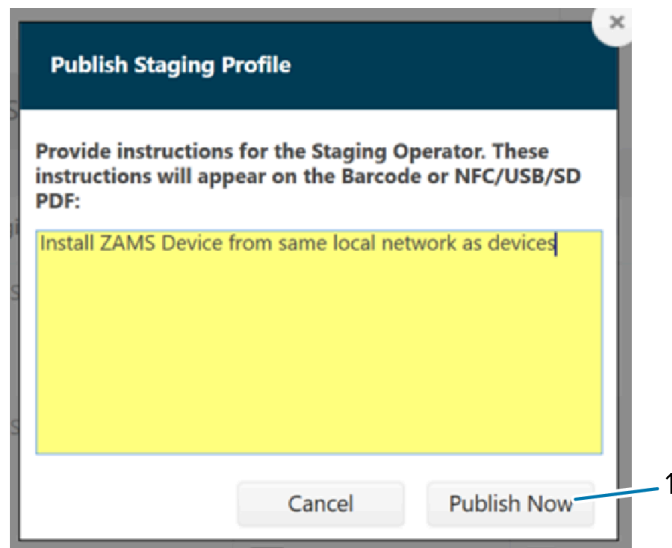 Publish Staging Profile
Provide instructions for the Staging Operator. These
instructions will appear on the Barcode or NFC/USB/SD
PDF:
Install ZAMS Device from same local network as devices
Cancel
Publish Now
1